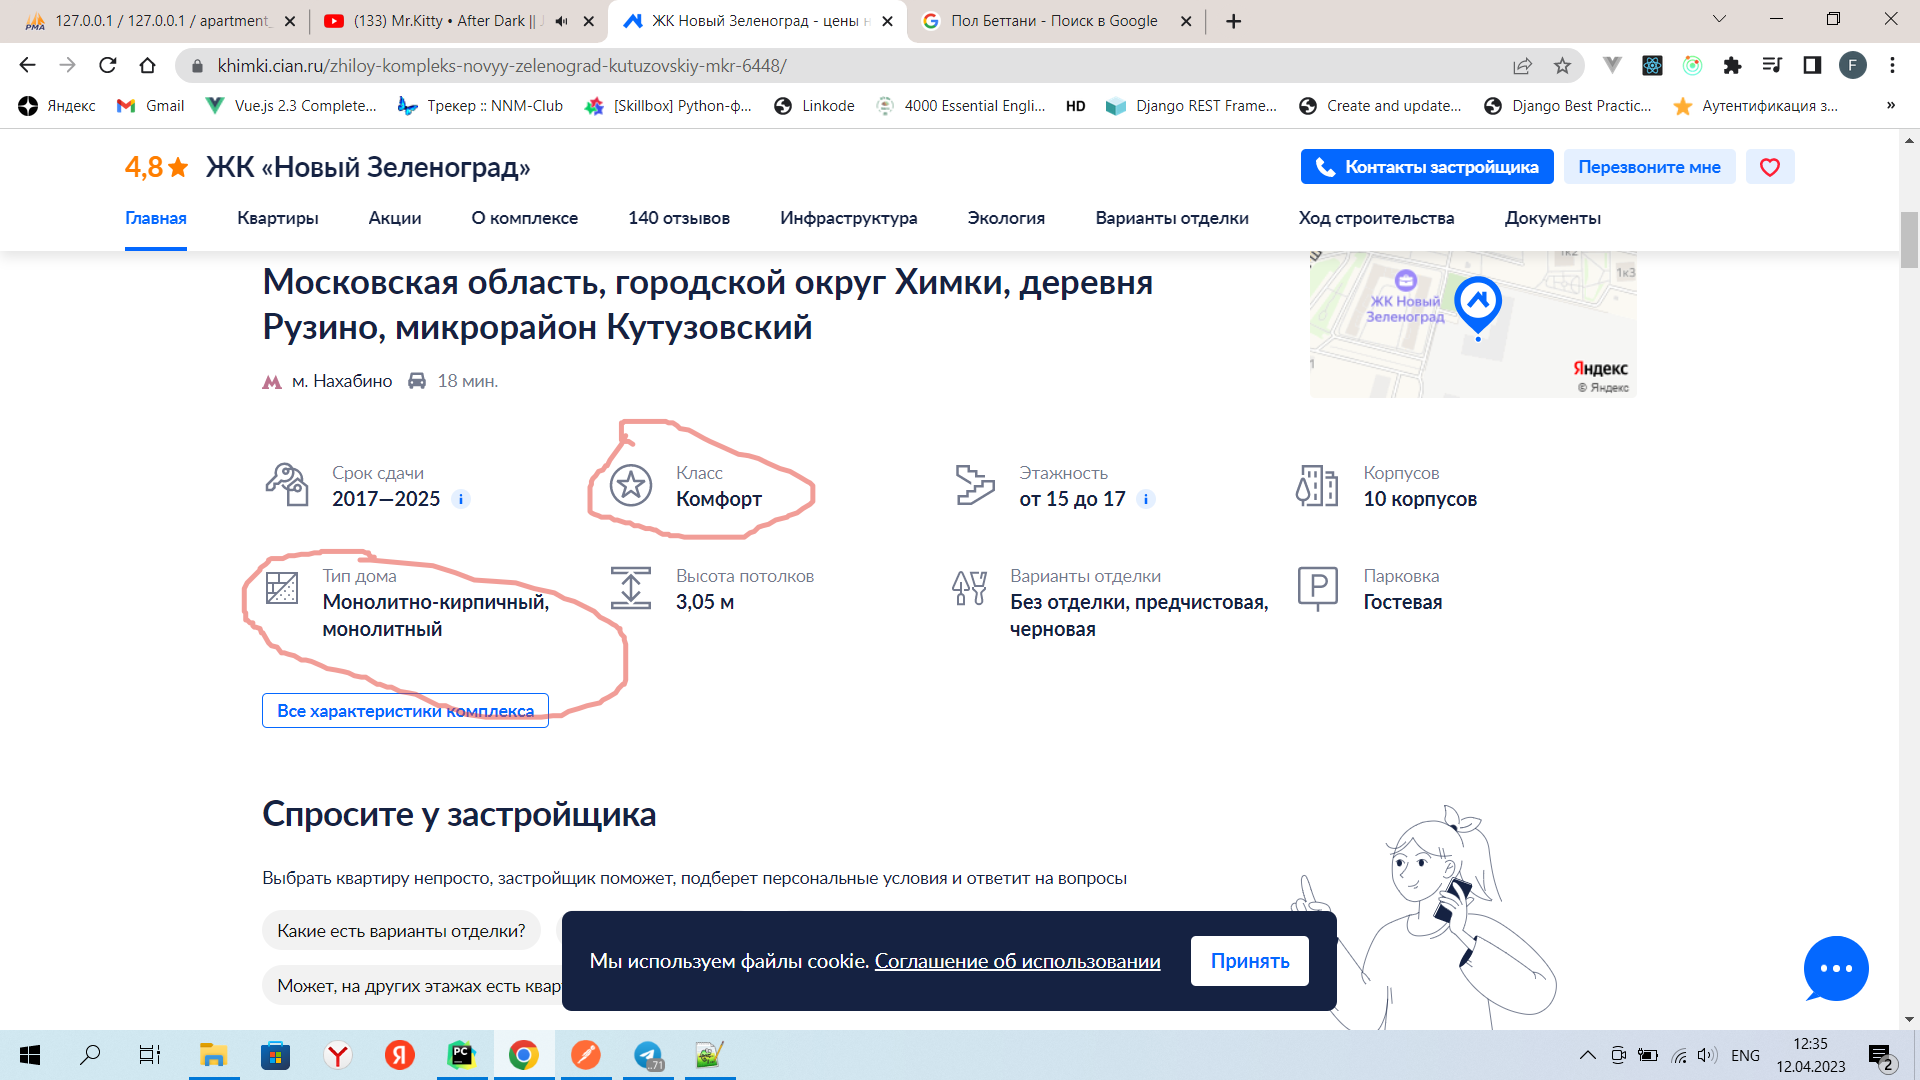 127.0.0.1 / 127.0.0.1 / apartment_
(133) Mr.Kitty • After Dark ||
ЖК Новый Зеленоград - цены н
Пол Беттани - Поиск в Google
khimki.cian.ru/zhiloy-kompleks-novyy-zelenograd-kutuzovskiy-mkr-6448/
F
Яндекс
Gmail
Vue.js 2.3 Complete...
Трекер :: NNM-Club
[Skillbox] Python-ф...
Linkode
4000 Essential Engli...
HD
Django REST Frame...
Create and update...
Django Best Practic...
Аутентификация з...
»
4,8
ЖК «Новый Зеленоград»
Контакты застройщика
Перезвоните мне
Главная
Квартиры
Акции
О комплексе
140 отзывов
Инфраструктура
Экология
Варианты отделки
Ход строительства
Документы
Московская область, городской округ Химки, деревня
Рузино, микрорайон Кутузовский
м. Нахабино
18 мин.
1к2
1к3
ЖК Новый
Зеленоград
Яндекс
© Яндекс
Срок сдачи
2017—2025
i
Класс
Комфорт
Этажность
от 15 до 17
i
Корпусов
10 корпусов
Тип дома
Монолитно-кирпичный,
монолитный
Высота потолков
3,05 м
Варианты отделки
Без отделки, предчистовая,
черновая
P
Парковка
Гостевая
Все характеристики комплекса
Спросите у застройщика
Выбрать квартиру непросто, застройщик поможет, подберет персональные условия и ответит на вопросы
Какие есть варианты отделки?
Может, на других этажах есть квар
Мы используем файлы cookie. Соглашение об использовании
Принять
PC
71
ENG
12:35
12.04.2023
2